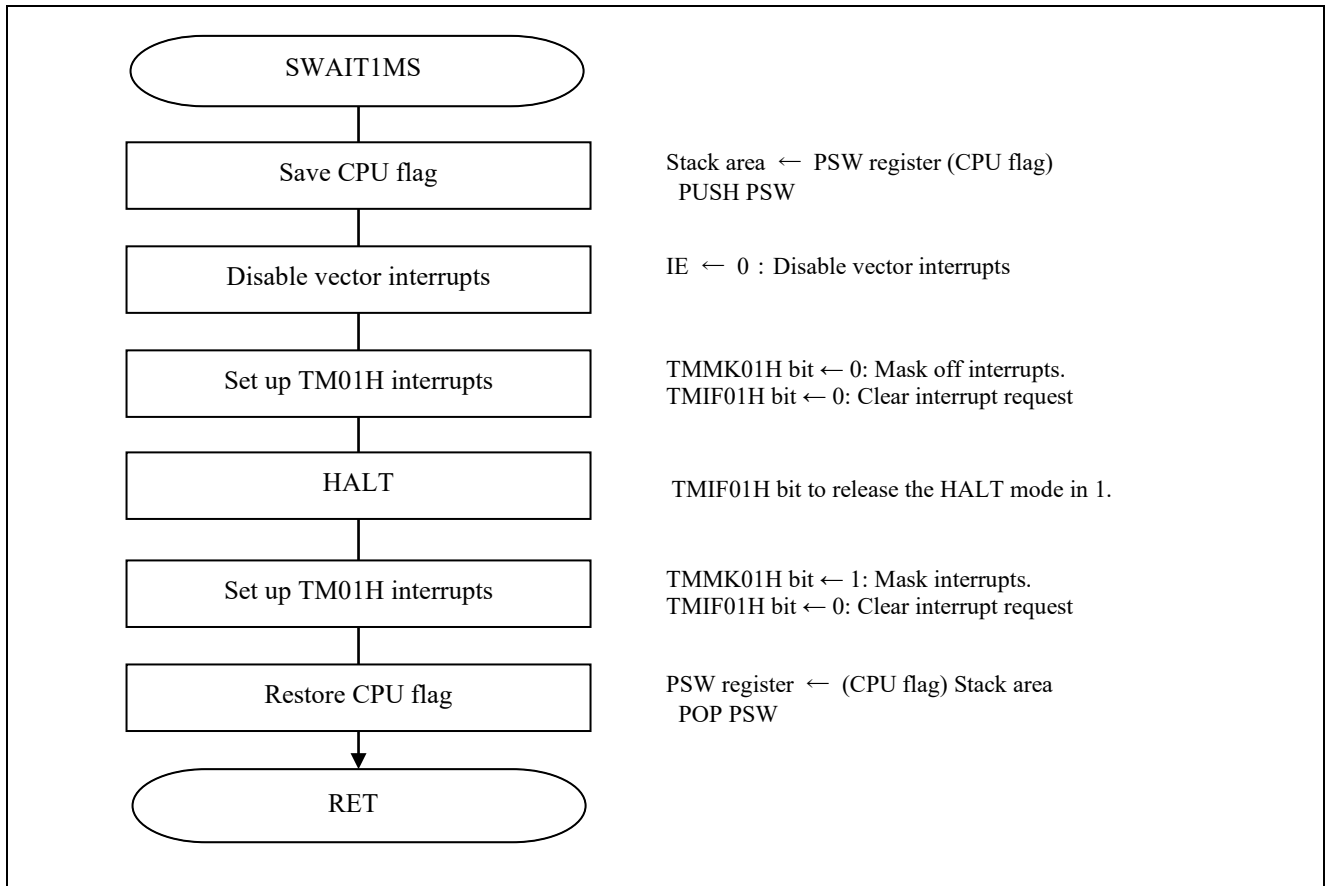 SWAIT1MS
Save CPU flag
Stack area ← PSW register (CPU flag)
PUSH PSW
Disable vector interrupts
IE ← 0 : Disable vector interrupts
Set up TM01H interrupts
TMMK01H bit ← 0: Mask off interrupts.
TMIF01H bit ← 0: Clear interrupt request
HALT
TMIF01H bit to release the HALT mode in 1.
Set up TM01H interrupts
TMMK01H bit ← 1: Mask interrupts.
TMIF01H bit ← 0: Clear interrupt request
Restore CPU flag
PSW register ← (CPU flag) Stack area
POP PSW
RET